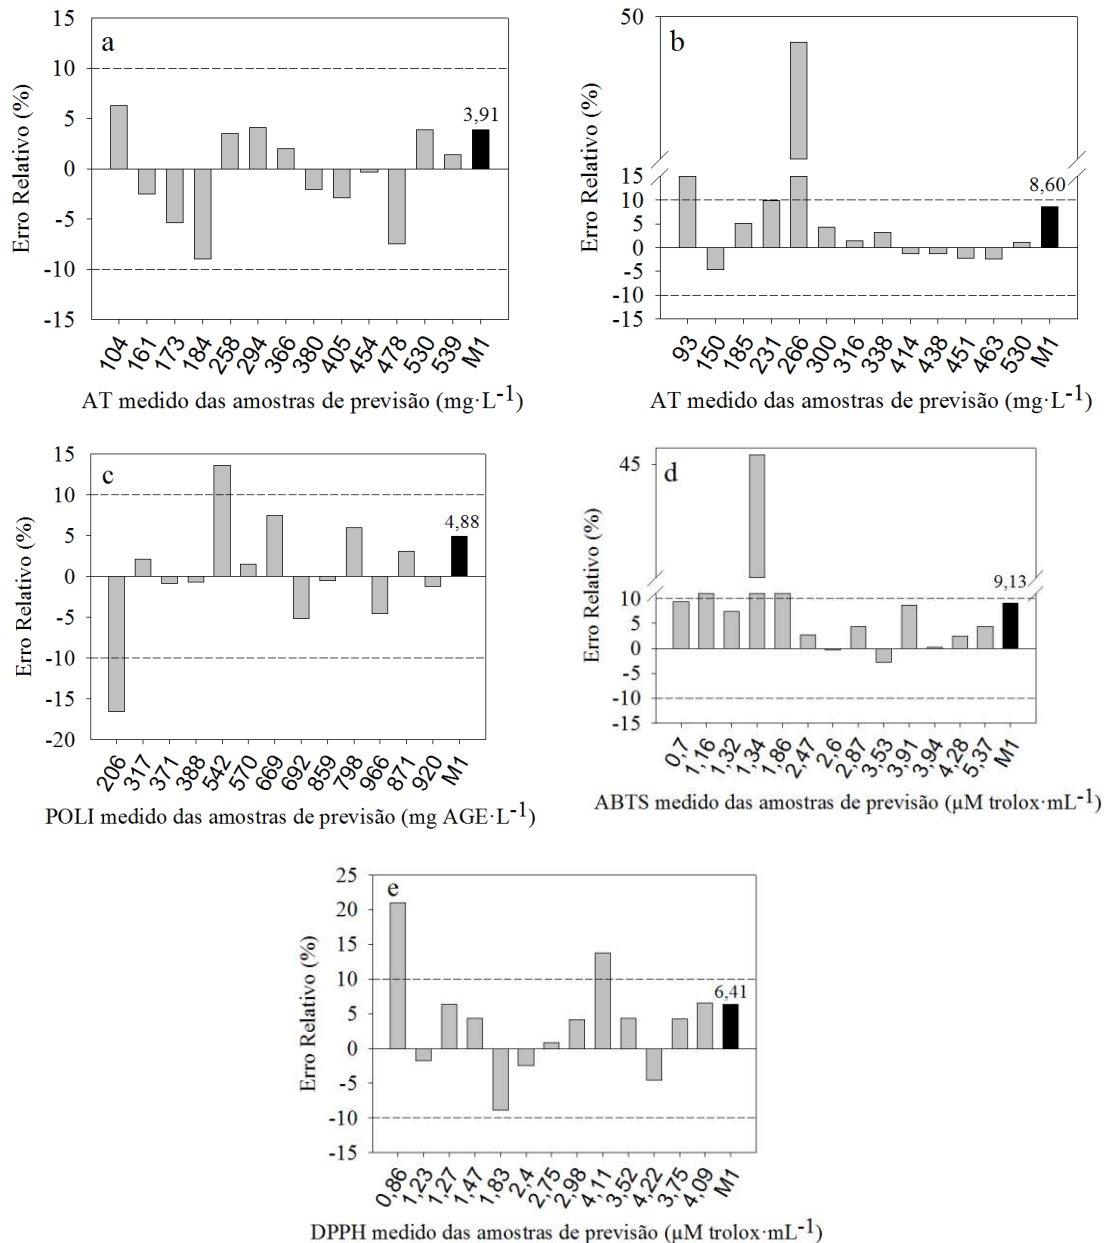 a
15
10
5
0
-5
-10
-15
Erro Relativo (%)
3,91
104 161 173 184 258 294 366 380 405 454 478 530 539 M1
AT medido das amostras de previsão (mg·L-1)
b
50
15
10
5
0
-5
-10
-15
Erro Relativo (%)
8,60
93 150 185 231 266 300 316 338 414 438 451 463 530 M1
AT medido das amostras de previsão (mg·L-1)
c
15
10
5
0
-5
-10
-15
-20
Erro Relativo (%)
4,88
206 317 371 388 542 570 669 692 859 798 966 871 920 M1
POLI medido das amostras de previsão (mg AGE·L-1)
d
45
10
5
0
-5
-10
-15
Erro Relativo (%)
9,13
0,7 1,16 1,32 1,34 1,86 2,47 2,6 2,87 3,53 3,91 3,94 4,28 5,37 M1
ABTS medido das amostras de previsão (µM trolox·mL-1)
e
25
20
15
10
5
0
-5
-10
-15
Erro Relativo (%)
6,41
0,86 1,23 1,27 1,47 1,83 2,4 2,75 2,98 4,11 3,52 4,22 3,75 4,09 M1
DPPH medido das amostras de previsão (µM trolox·mL-1)